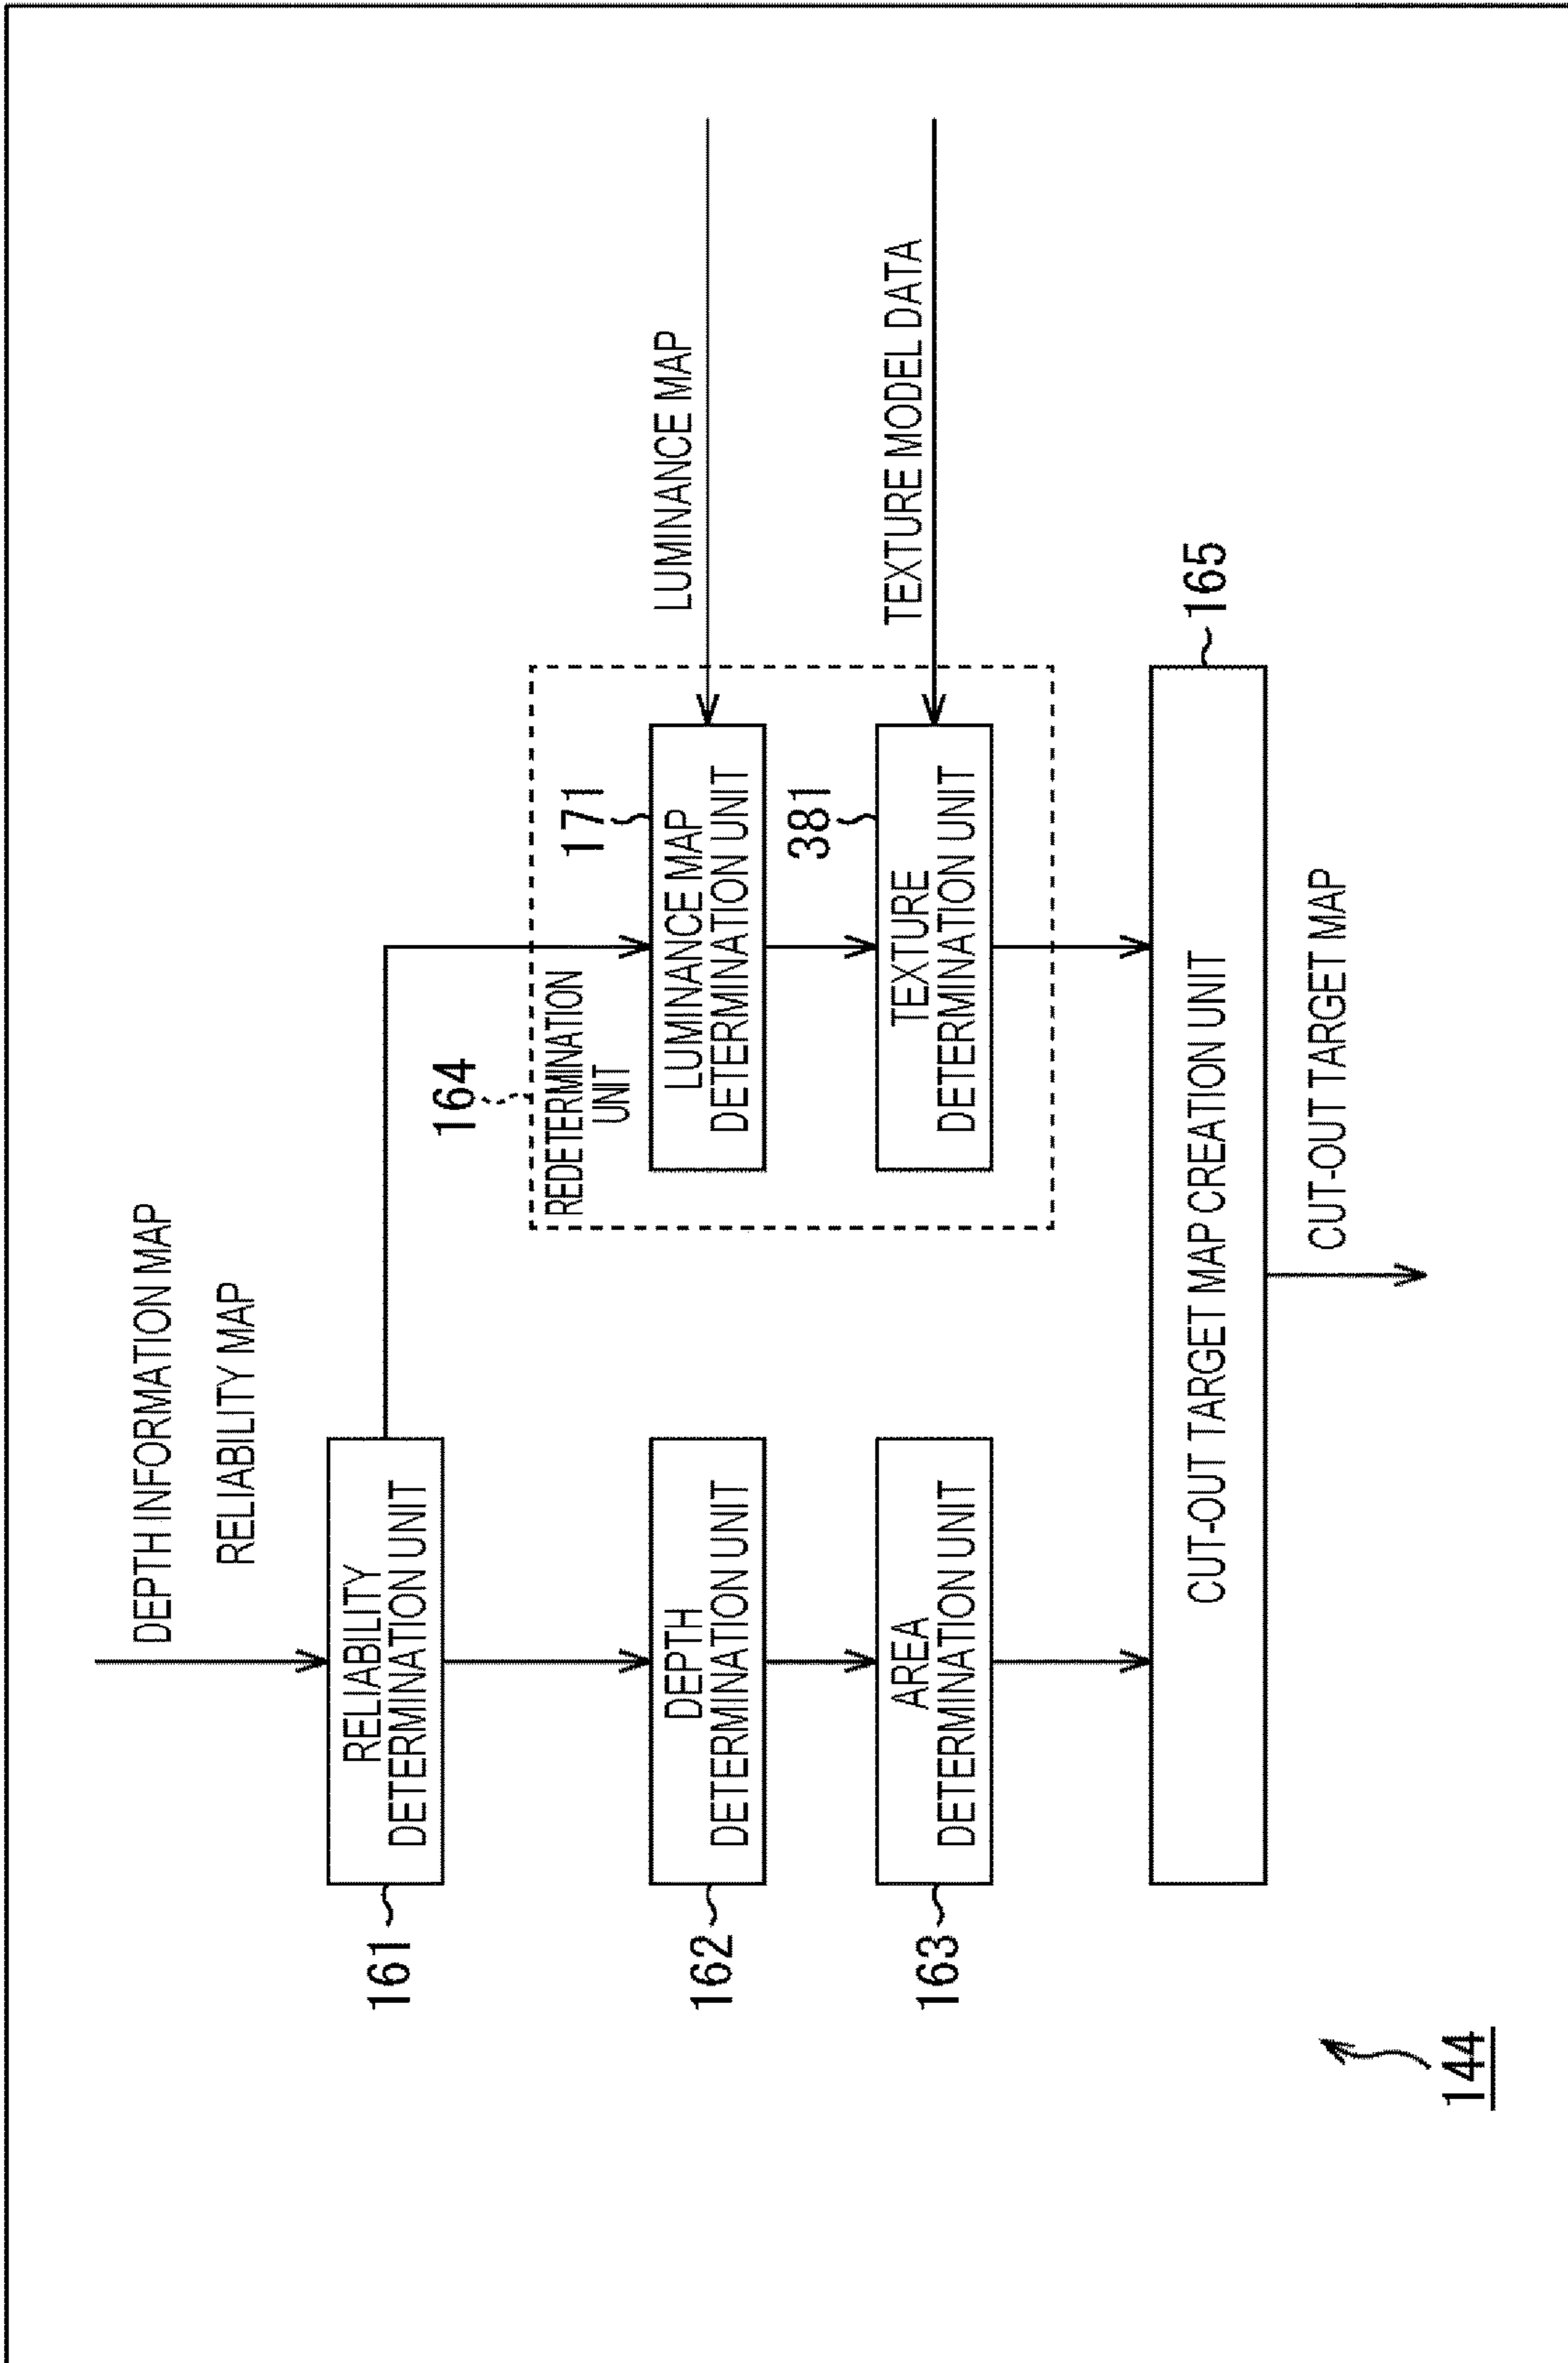 DEPTH INFORMATION MAP
RELIABILITY MAP
161
RELIABILITY
DETERMINATION UNIT
164
REDETERMINATION
UNIT
162
DEPTH
DETERMINATION UNIT
171
LUMINANCE MAP
DETERMINATION UNIT
LUMINANCE MAP
163
AREA
DETERMINATION UNIT
381
TEXTURE
DETERMINATION UNIT
TEXTURE MODEL DATA
165
CUT-OUT TARGET MAP CREATION UNIT
CUT-OUT TARGET MAP
144